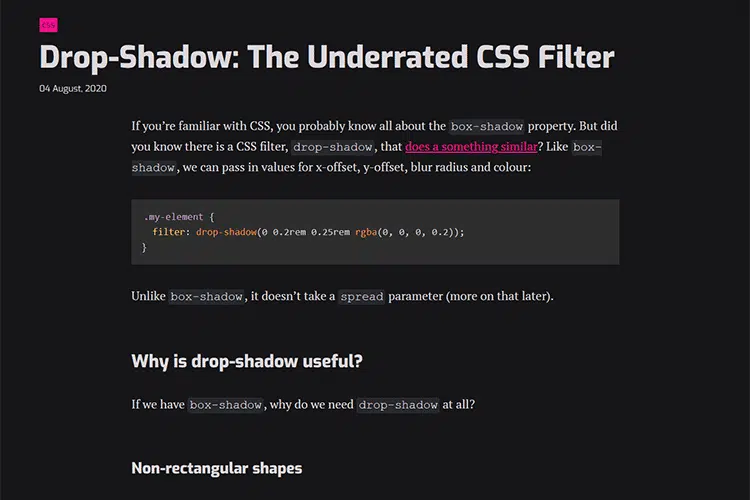 CSS
Drop-Shadow: The Underrated CSS Filter
04 August, 2020
If you’re familiar with CSS, you probably know all about the box-shadow property. But did
you know there is a CSS filter, drop-shadow, that does a something similar? Like box-
shadow, we can pass in values for x-offset, y-offset, blur radius and colour:
.my-element {
  filter: drop-shadow(0 0.2rem 0.25rem rgba(0, 0, 0, 0.2));
}
Unlike box-shadow, it doesn’t take a spread parameter (more on that later).
Why is drop-shadow useful?
If we have box-shadow, why do we need drop-shadow at all?
Non-rectangular shapes